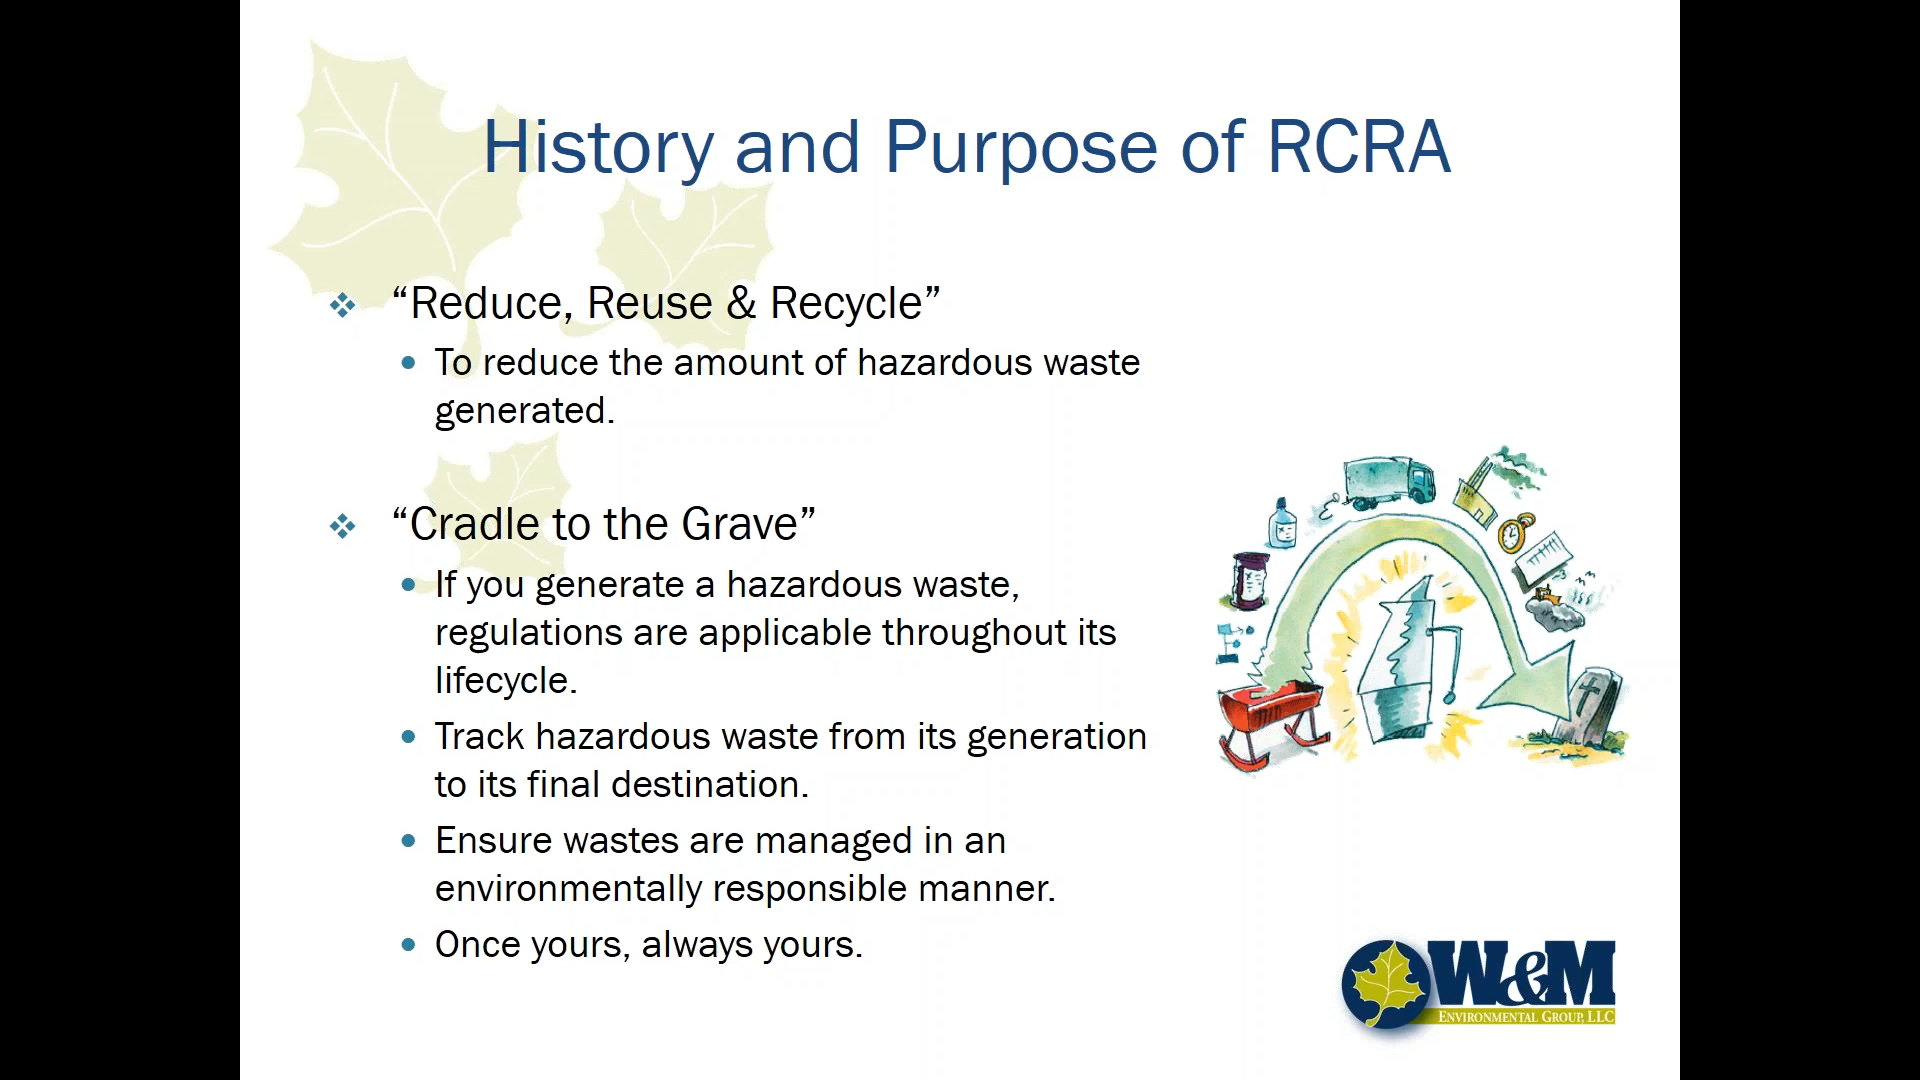 History and Purpose of RCRA
“Reduce, Reuse & Recycle”
To reduce the amount of hazardous waste
generated.
“Cradle to the Grave”
If you generate a hazardous waste,
regulations are applicable throughout its
lifecycle.
Track hazardous waste from its generation
to its final destination.
Ensure wastes are managed in an
environmentally responsible manner.
Once yours, always yours.
W&M
ENVIRONMENTAL GROUP, LLC